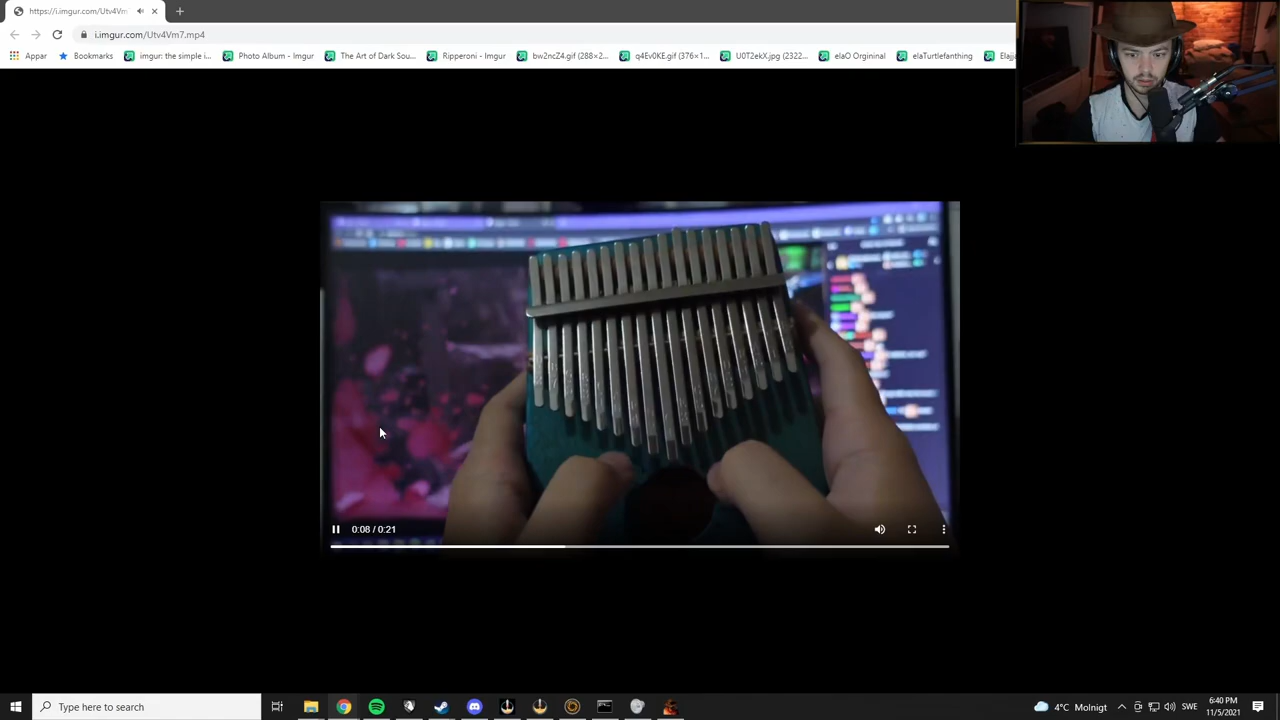 https://i.imgur.com/Utv4Vm
i.imgur.com/Utv4Vm7.mp4
Appar
Bookmarks
imgur: the simple i...
Photo Album - Imgur
The Art of Dark Sou...
Ripperoni - Imgur
bw2ncZ4.gif (288×2...
q4Ev0KE.gif (376×1...
U0T2ekX.jpg (2322...
elaO Orgininal
elaTurtlefanthing
0:08 / 0:21
Type here to search
4°C Molnigt
SWE
6:40 PM
11/5/2021